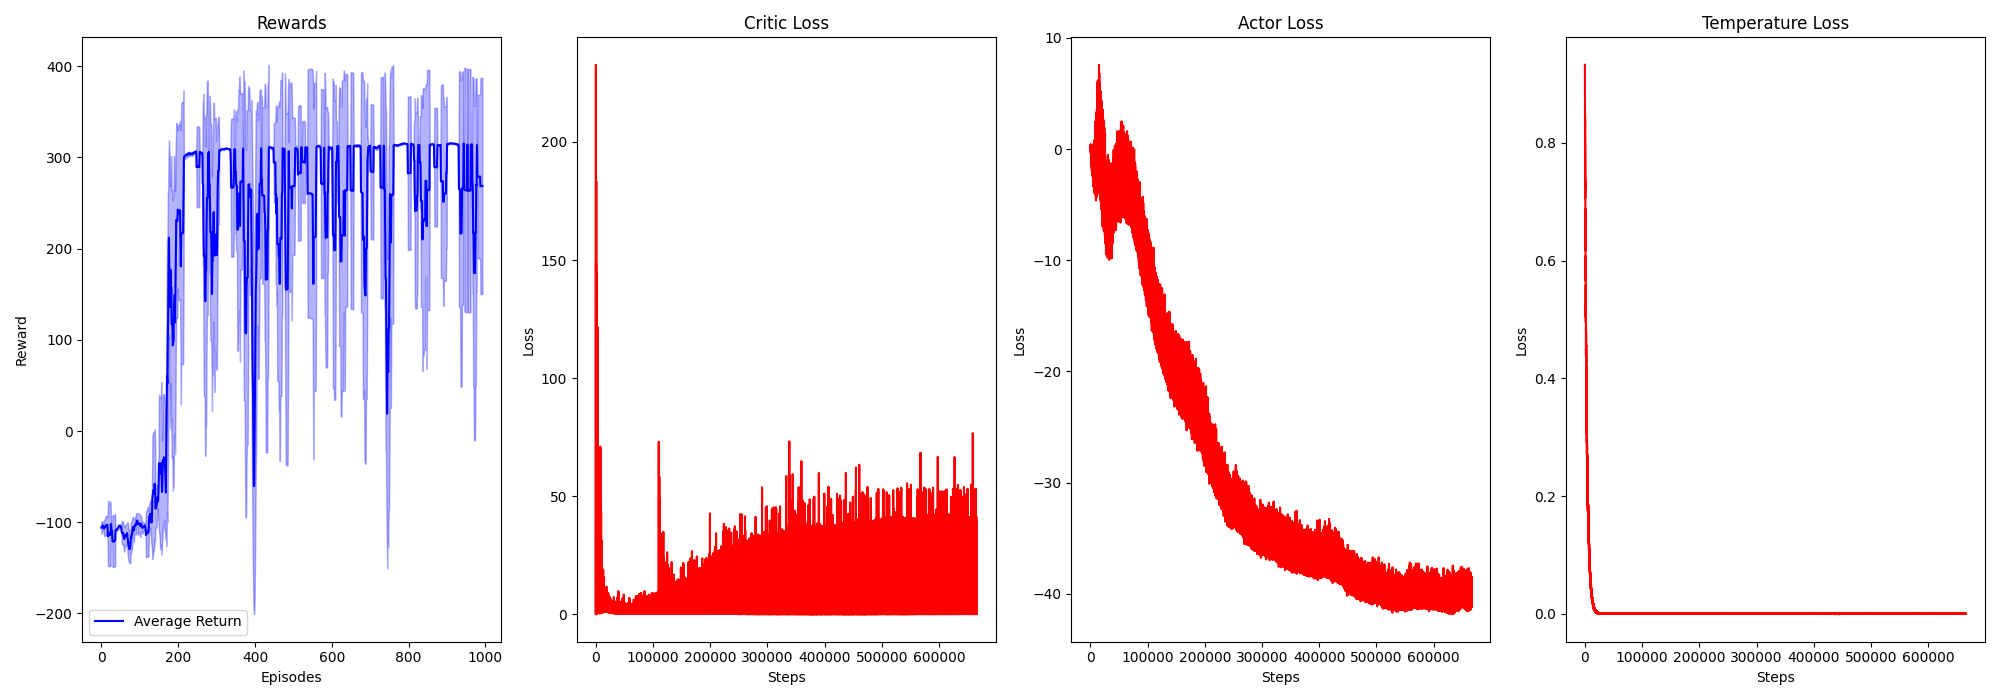 Rewards
Reward
400
300
200
100
0
−100
−200
0 200 400 600 800 1000
Episodes
Average Return
Critic Loss
Loss
200
150
100
50
0
0 100000 200000 300000 400000 500000 600000
Steps
Actor Loss
Loss
10
0
−10
−20
−30
−40
0 100000 200000 300000 400000 500000 600000
Steps
Temperature Loss
Loss
0.8
0.6
0.4
0.2
0.0
0 100000 200000 300000 400000 500000 600000
Steps